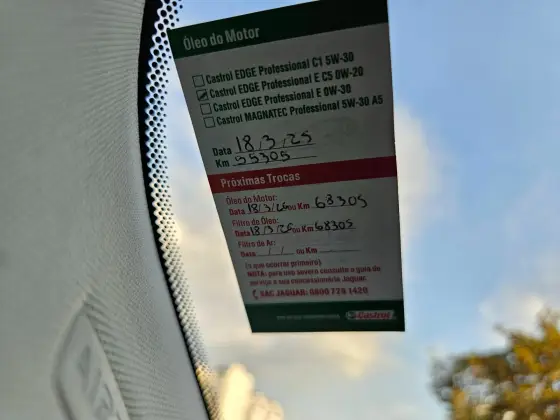 Óleo do Motor
Castrol EDGE Professional C1 5W-30
Castrol EDGE Professional E C5 0W-20
Castrol EDGE Professional E 0W-30
Castrol MAGNATEC Professional 5W-30 A5
Data 18/3/25
Km 55305
Próximas Trocas
Óleo do Motor:
Data 18/3/26 ou Km 68305
Filtro de Óleo:
Data 18/3/26 ou Km 68305
Filtro de Ar:
Data / / ou Km
(o que ocorrer primeiro)
NOTA: para uso severo consulte o guia de
serviço e sua concessionária Jaguar.
SAC JAGUAR: 0800 778 1420
Castrol